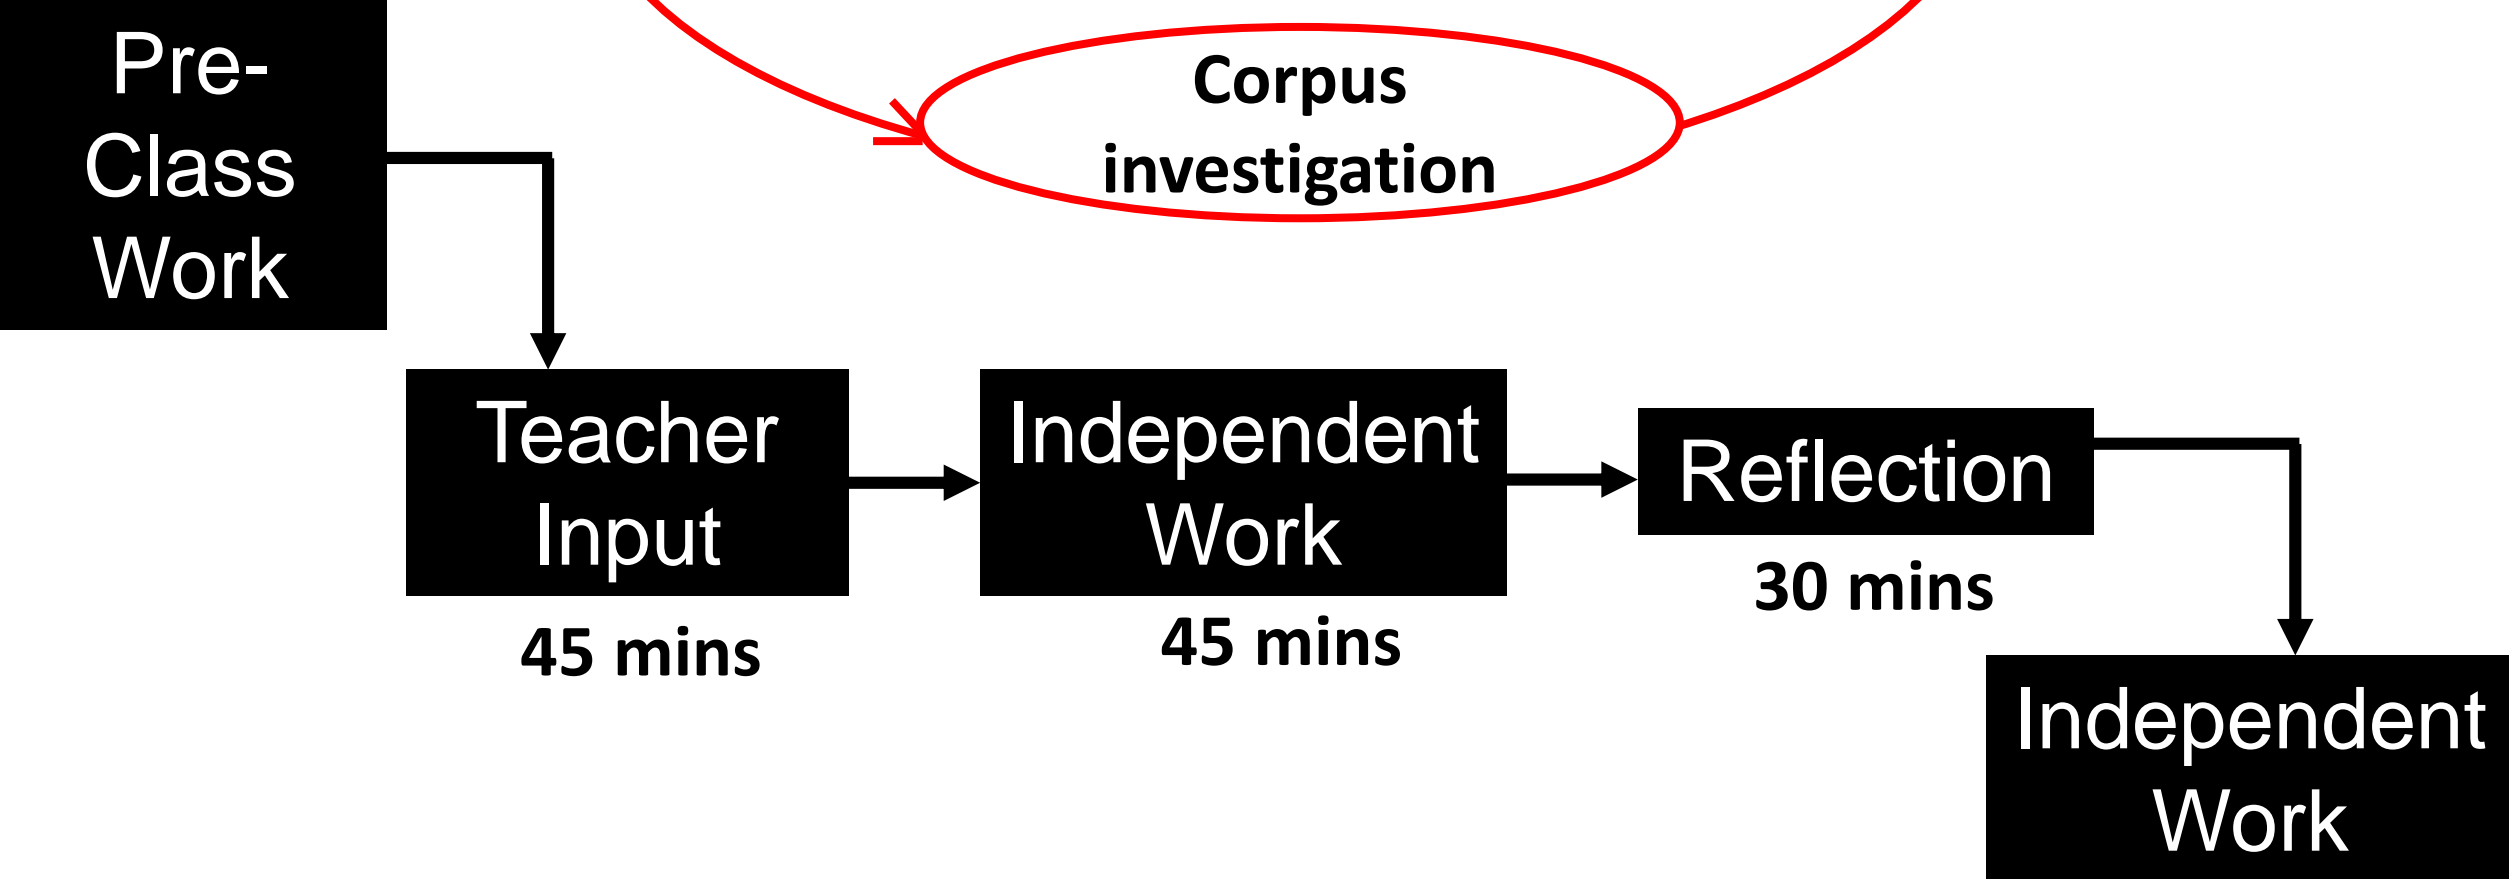 Pre-
Class
Work
Corpus
investigation
Teacher
Input
45 mins
Independent
Work
45 mins
Reflection
30 mins
Independent
Work